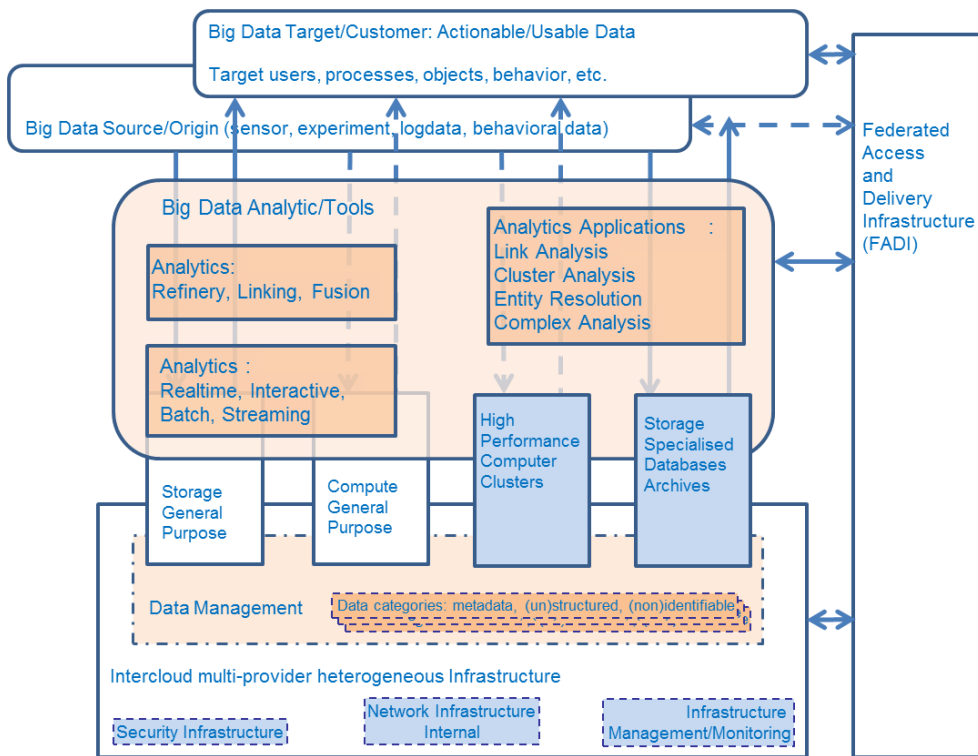 Big Data Target/Customer: Actionable/Usable Data
Target users, processes, objects, behavior, etc.
Big Data Source/Origin (sensor, experiment, logdata, behavioral data)
Federated
Access
and
Delivery
Infrastructure
(FADI)
Big Data Analytic/Tools
Analytics Applications :
Link Analysis
Cluster Analysis
Entity Resolution
Complex Analysis
Analytics:
Refinery, Linking, Fusion
Analytics :
Realtime, Interactive,
Batch, Streaming
Storage
General
Purpose
Compute
General
Purpose
High
Performance
Computer
Clusters
Storage
Specialised
Databases
Archives
Data Management
Data categories: metadata, (un)structured, (non)identifiable
Intercloud multi-provider heterogeneous Infrastructure
Security Infrastructure
Network Infrastructure
Internal
Infrastructure
Management/Monitoring